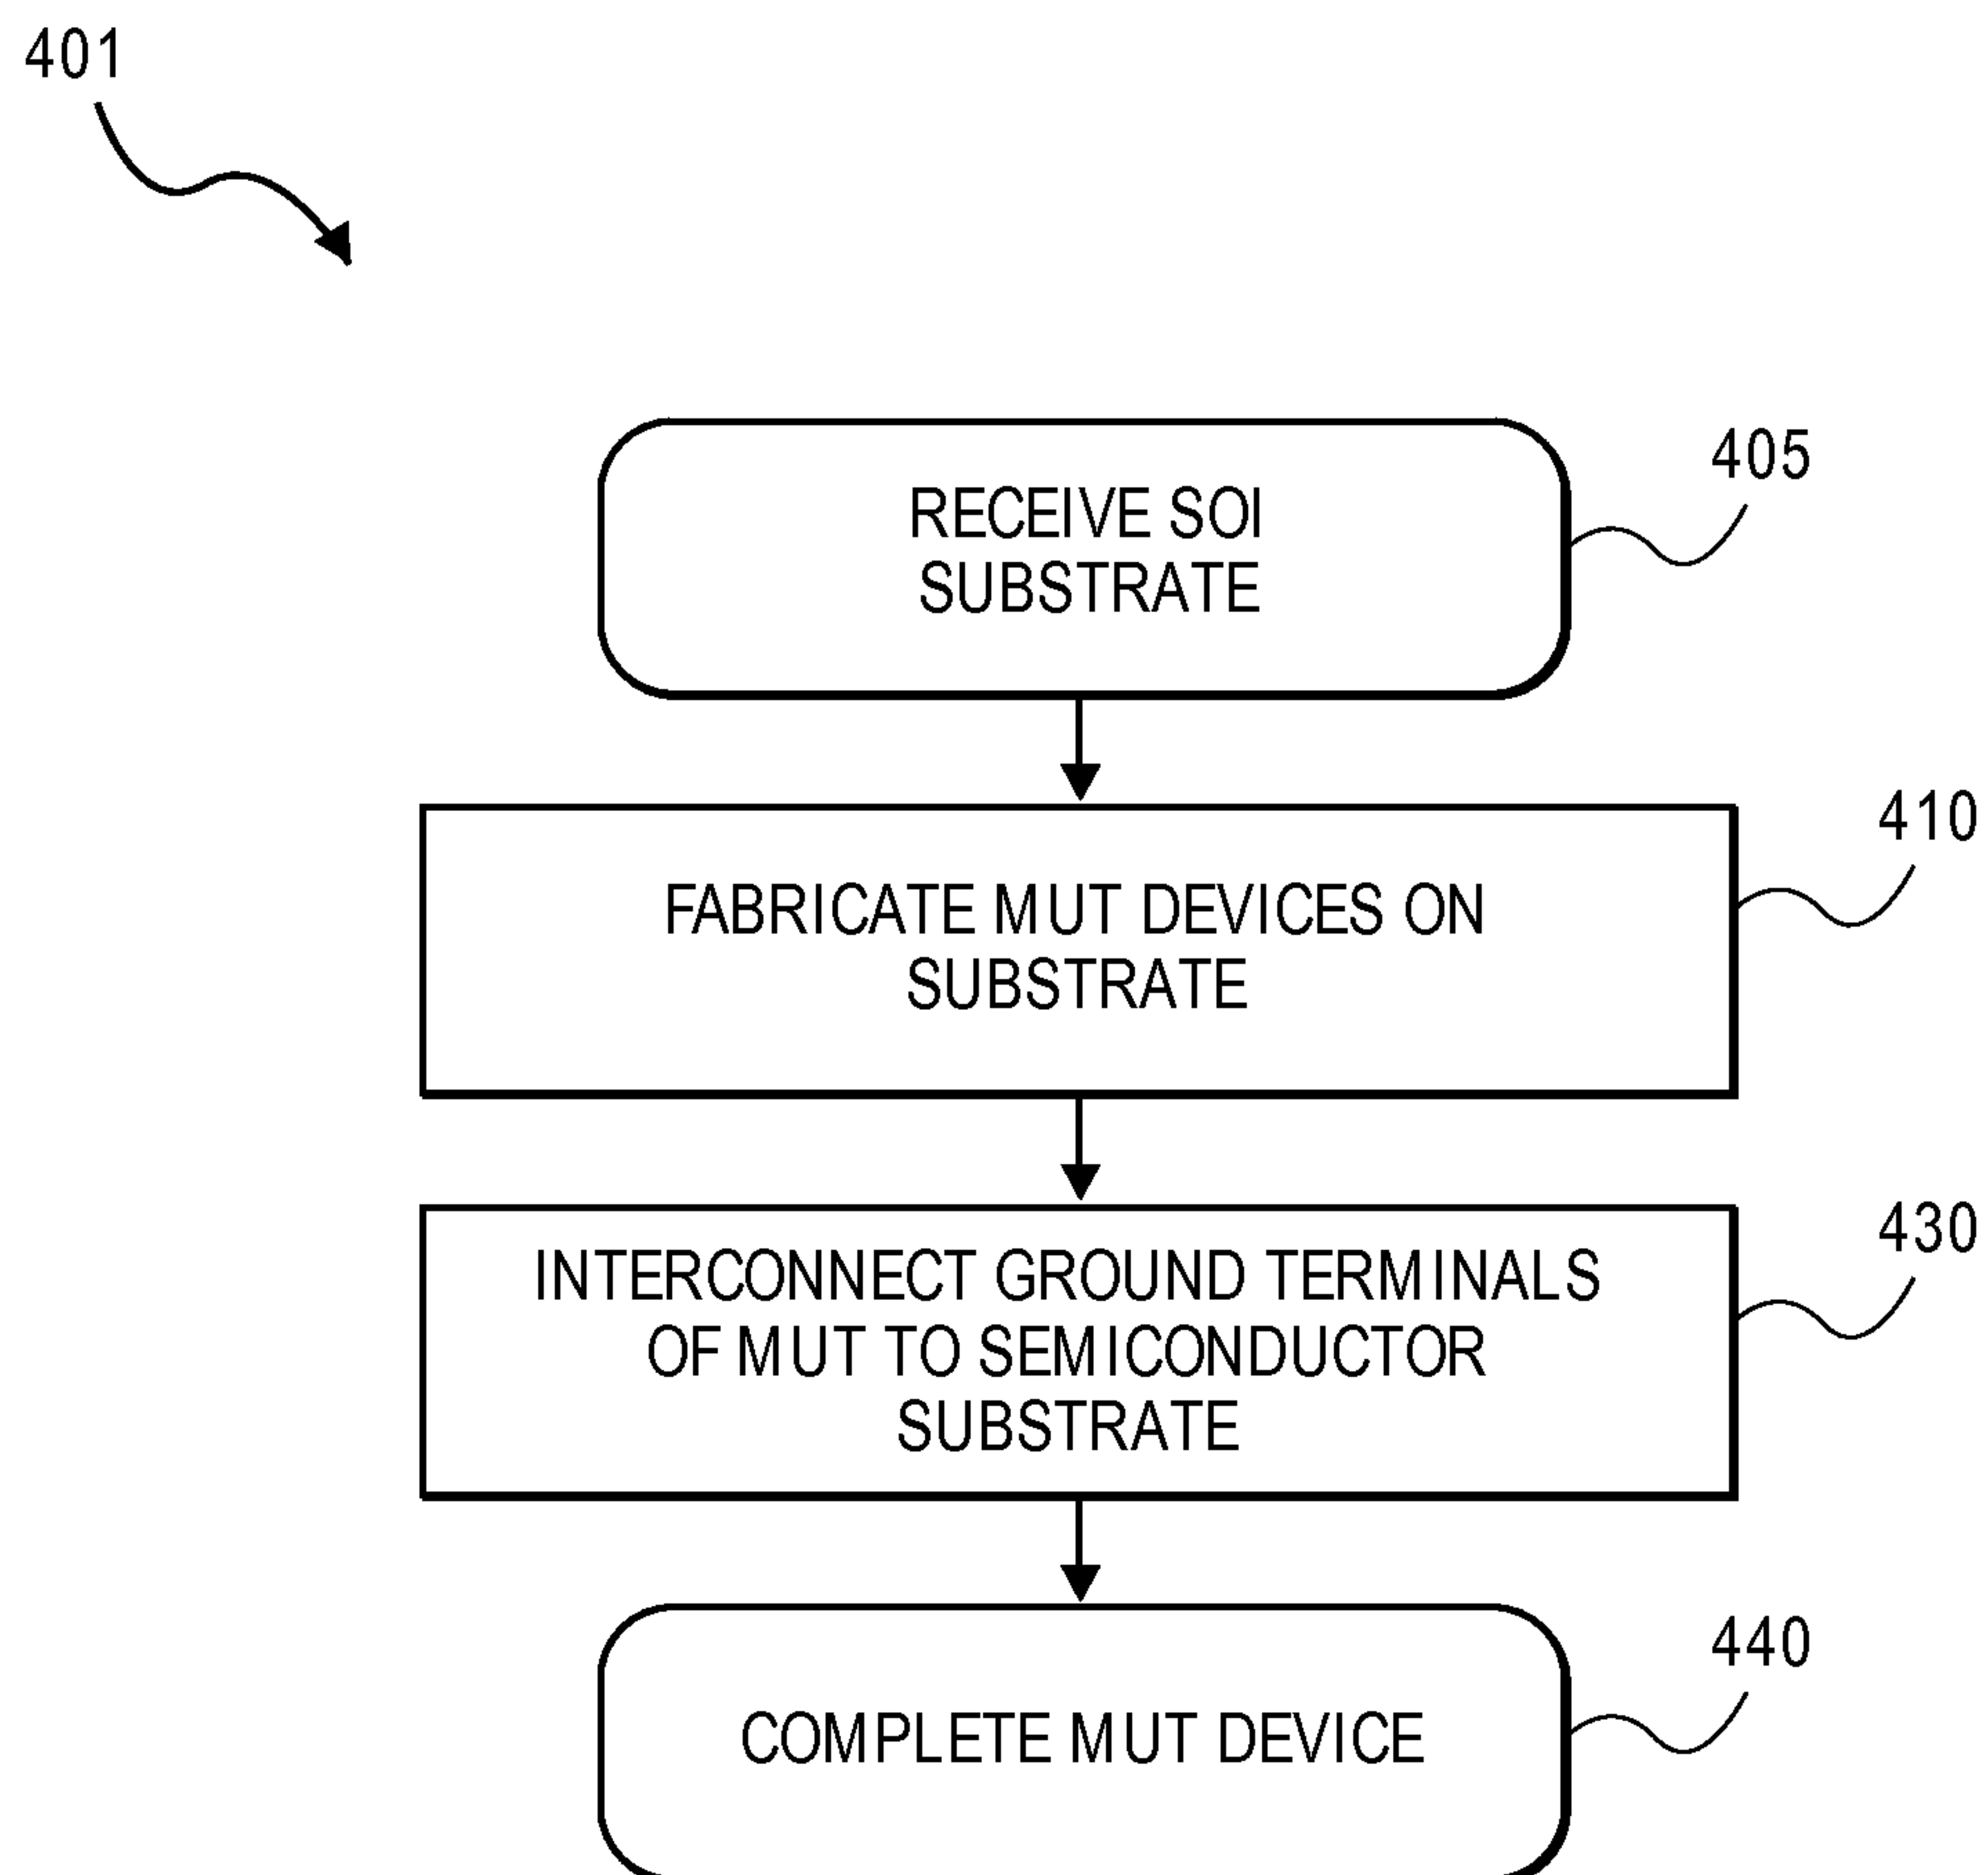 401
RECEIVE SOI
SUBSTRATE
405
FABRICATE MUT DEVICES ON
SUBSTRATE
410
INTERCONNECT GROUND TERMINALS
OF MUT TO SEMICONDUCTOR
SUBSTRATE
430
COMPLETE MUT DEVICE
440